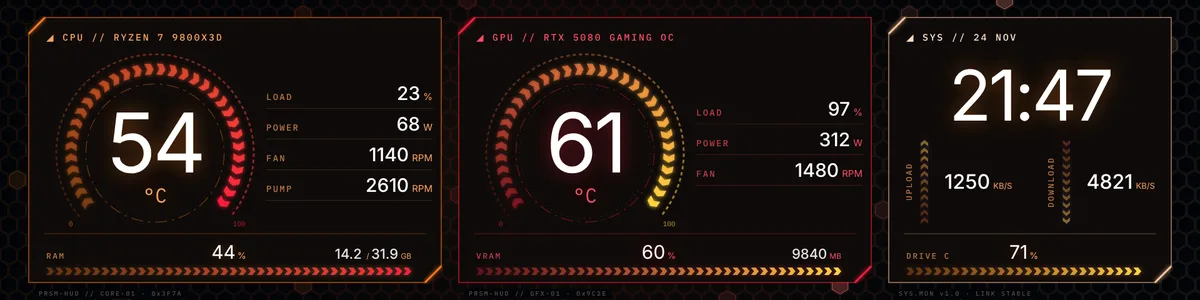 CPU // RYZEN 7 9800X3D
54
°C
0 100
LOAD 23 %
POWER 68 W
FAN 1140 RPM
PUMP 2610 RPM
RAM 44 % 14.2 / 31.9 GB
PRSM-HUD // CORE-01 · 0x3F7A
GPU // RTX 5080 GAMING OC
61
°C
0 100
LOAD 97 %
POWER 312 W
FAN 1480 RPM
VRAM 60 % 9840 MB
PRSM-HUD // GFX-01 · 0x9C2E
SYS // 24 NOV
21:47
UPLOAD 1250 KB/S
DOWNLOAD 4821 KB/S
DRIVE C 71 %
SYS.MON v1.0 · LINK STABLE